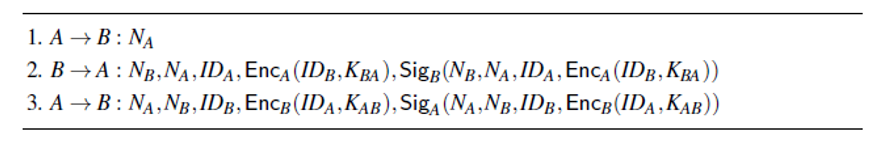 1. A → B : N_A
2. B → A : N_B, N_A, ID_A, Enc_A(ID_B, K_BA), Sig_B(N_B, N_A, ID_A, Enc_A(ID_B, K_BA))
3. A → B : N_A, N_B, ID_B, Enc_B(ID_A, K_AB), Sig_A(N_A, N_B, ID_B, Enc_B(ID_A, K_AB))